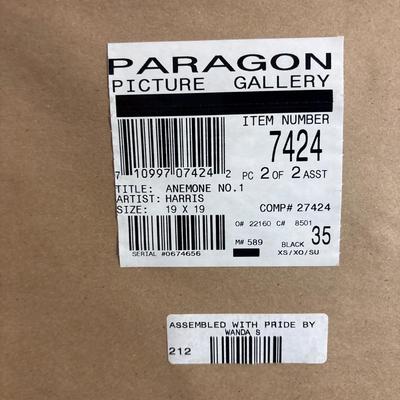 PARAGON
PICTURE GALLERY
ITEM NUMBER
7424
7 10997 07424 2
PC 2 OF 2 ASST
TITLE: ANEMONE NO.1
ARTIST: HARRIS
SIZE: 19 X 19
COMP# 27424
O# 22160 C# 8501
SERIAL #0674656
M# 589
BLACK
35
XS/XO/SU
ASSEMBLED WITH PRIDE BY
WANDA S
212